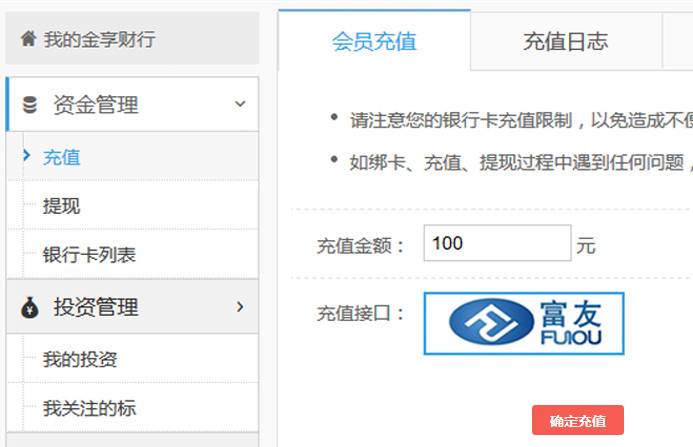 我的金享财行
资金管理
充值
提现
银行卡列表
投资管理
我的投资
我关注的标
会员充值 充值日志
请注意您的银行卡充值限制，以免造成不便
如绑卡、充值、提现过程中遇到任何问题，
充值金额： 100 元
充值接口： 富友
FUIOU
确定充值